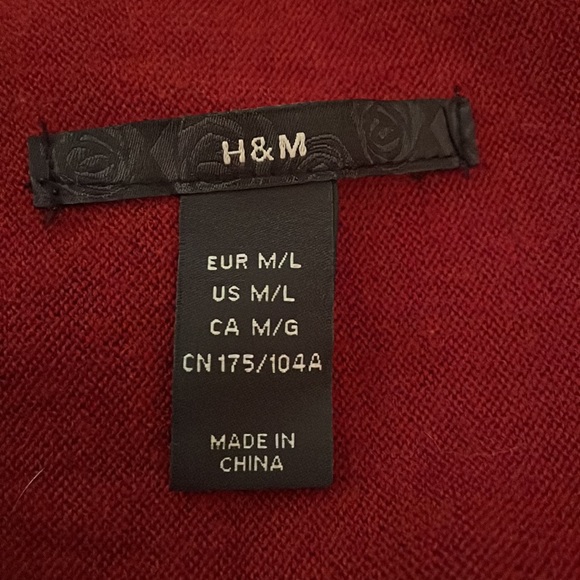 H&M
EUR M/L
US M/L
CA M/G
CN 175/104A
MADE IN
CHINA